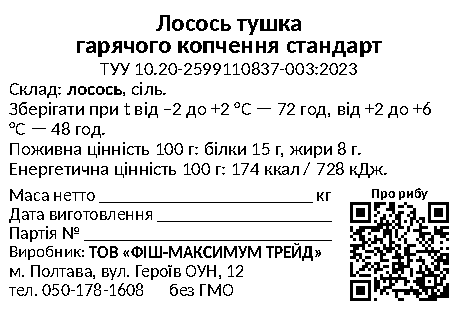 Лосось тушка
гарячого копчення стандарт
ТУУ 10.20-2599110837-003:2023
Склад: лосось, сіль.
Зберігати при t від –2 до +2 °C — 72 год, від +2 до +6
°C — 48 год.
Поживна цінність 100 г: білки 15 г, жири 8 г.
Енергетична цінність 100 г: 174 ккал / 728 кДж.
Маса нетто ______________________ кг
Дата виготовлення __________________
Партія № __________________________
Про рибу
Виробник: ТОВ «ФІШ-МАКСИМУМ ТРЕЙД»
м. Полтава, вул. Героїв ОУН, 12
тел. 050-178-1608 без ГМО